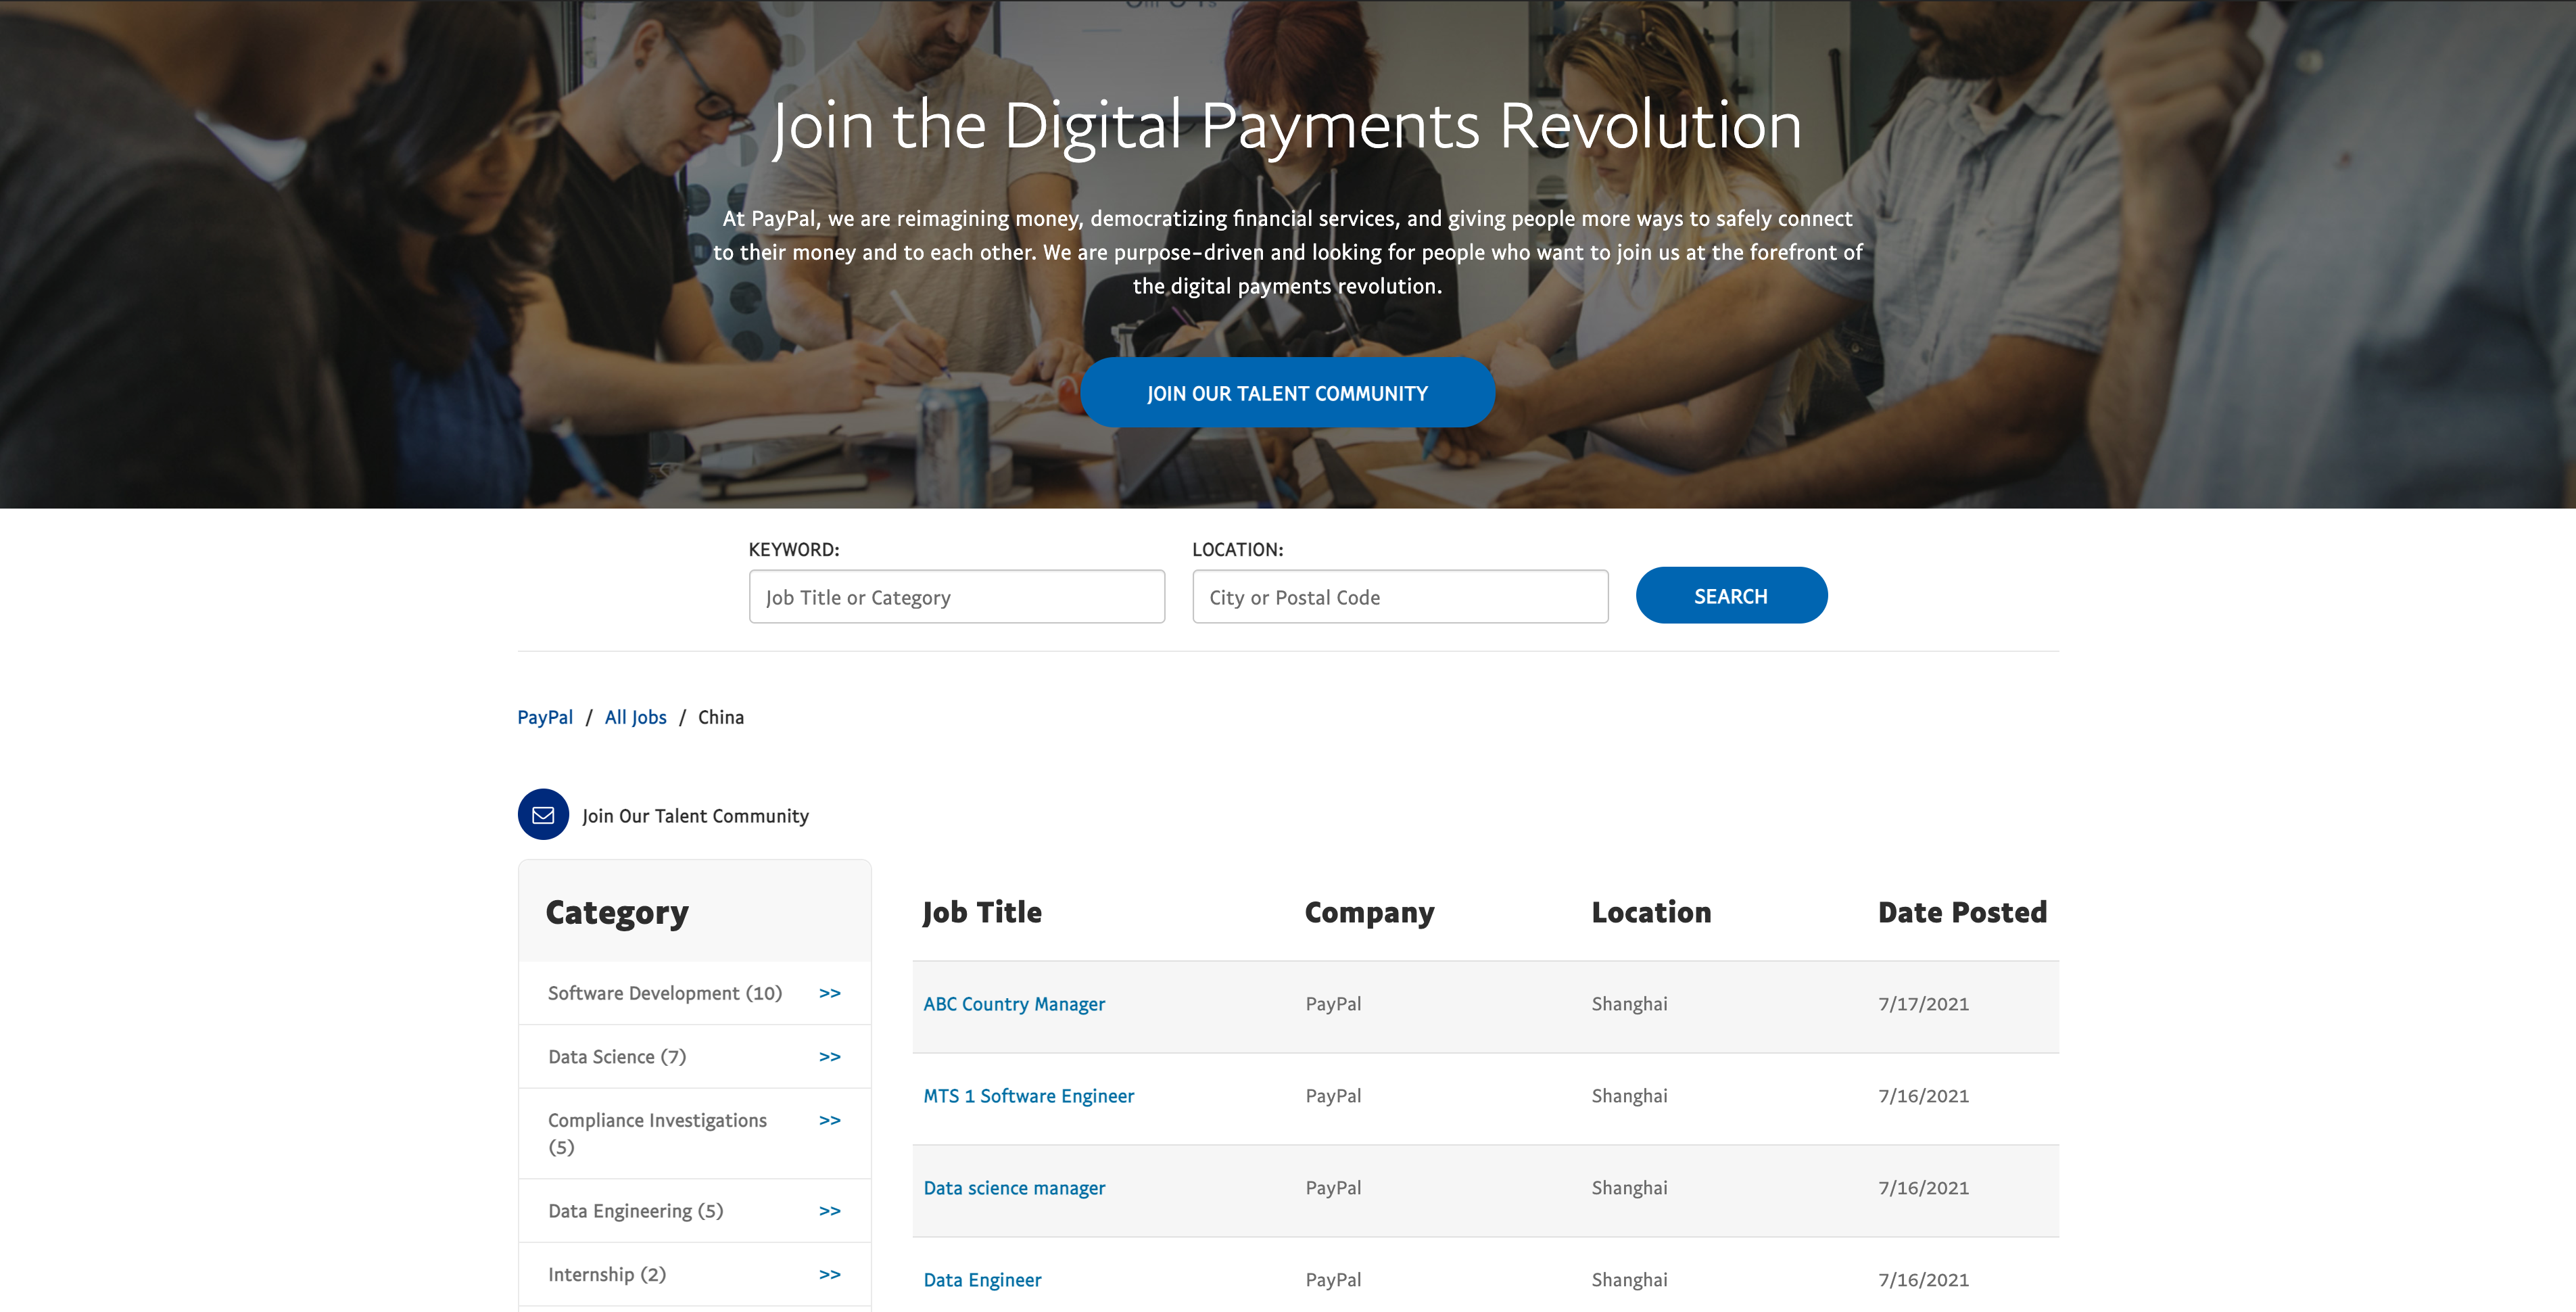 Join the Digital Payments Revolution
At PayPal, we are reimagining money, democratizing financial services, and giving people more ways to safely connect
to their money and to each other. We are purpose-driven and looking for people who want to join us at the forefront of
the digital payments revolution.
JOIN OUR TALENT COMMUNITY
KEYWORD:
LOCATION:
Job Title or Category
City or Postal Code
SEARCH
PayPal / All Jobs / China
Join Our Talent Community
Category
Software Development (10) >>
Data Science (7) >>
Compliance Investigations >>
(5)
Data Engineering (5) >>
Internship (2) >>
Job Title Company Location Date Posted
ABC Country Manager PayPal Shanghai 7/17/2021
MTS 1 Software Engineer PayPal Shanghai 7/16/2021
Data science manager PayPal Shanghai 7/16/2021
Data Engineer PayPal Shanghai 7/16/2021